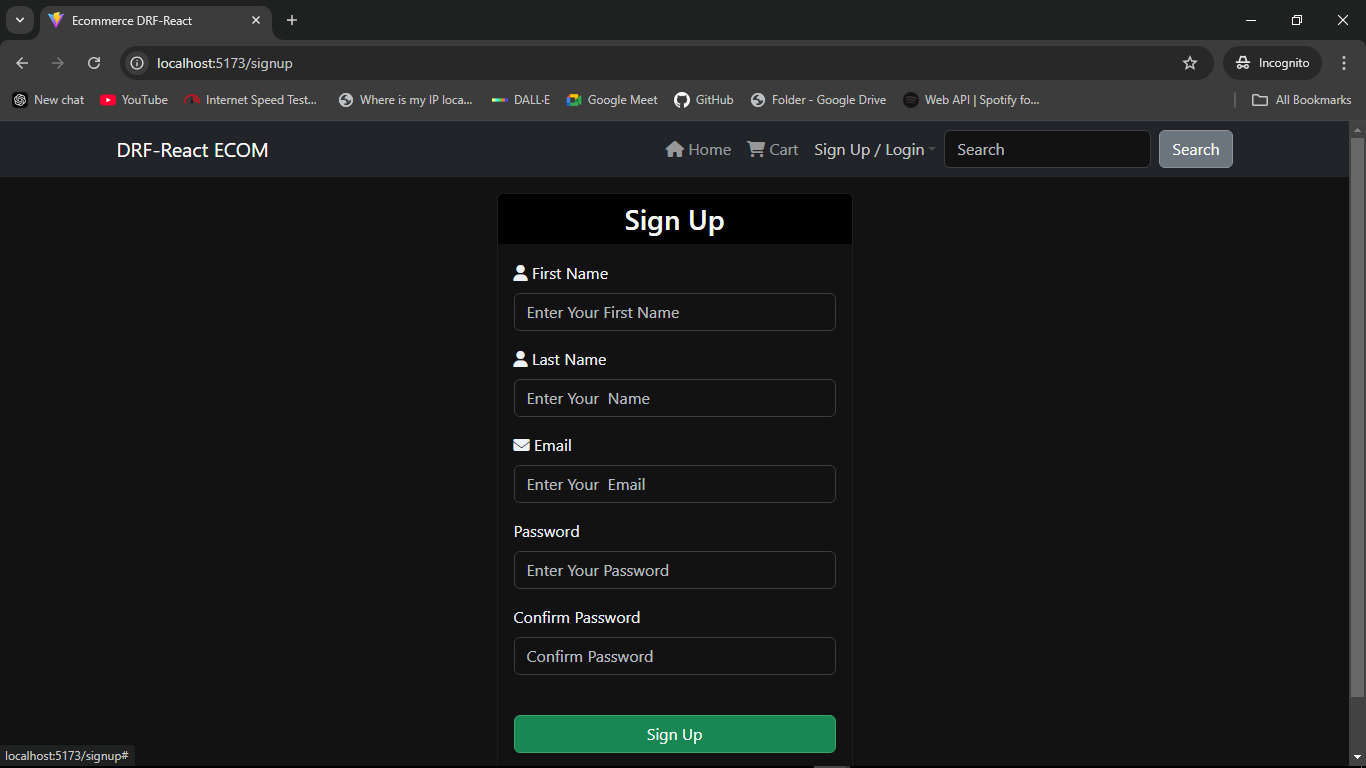 Ecommerce DRF-React
localhost:5173/signup
Incognito
New chat
YouTube
Internet Speed Test...
Where is my IP loca...
DALL·E
Google Meet
GitHub
Folder - Google Drive
Web API | Spotify fo...
All Bookmarks
DRF-React ECOM
Home
Cart
Sign Up / Login
Search
Search
Sign Up
First Name
Enter Your First Name
Last Name
Enter Your  Name
Email
Enter Your  Email
Password
Enter Your Password
Confirm Password
Confirm Password
Sign Up
localhost:5173/signup#